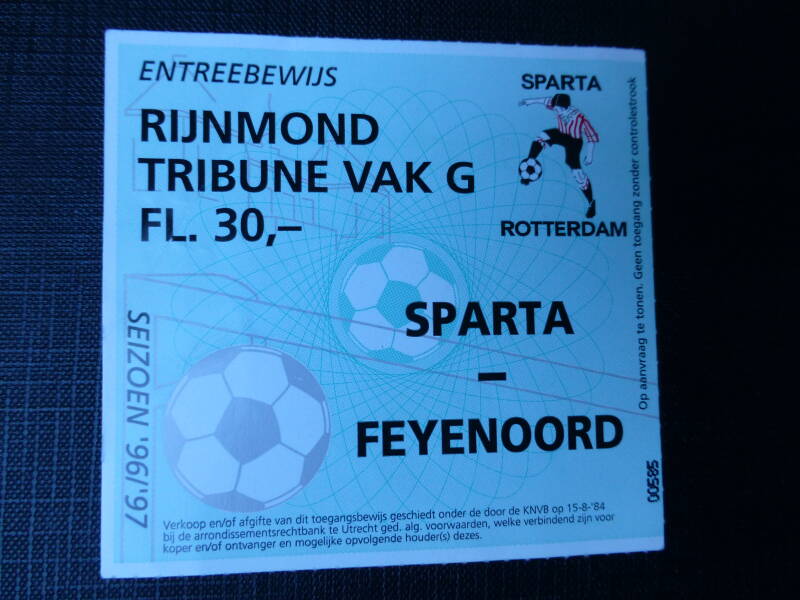 ENTREEBEWIJS
RIJNMOND
TRIBUNE VAK G
FL. 30,–
SPARTA
ROTTERDAM
SPARTA
–
FEYENOORD
SEIZOEN '96/'97
Op aanvraag te tonen. Geen toegang zonder controlestrook
00585
Verkoop en/of afgifte van dit toegangsbewijs geschiedt onder de door de KNVB op 15-8-'84
bij de arrondissementsrechtbank te Utrecht ged. alg. voorwaarden, welke verbindend zijn voor
koper en/of ontvanger en mogelijke opvolgende houder(s) dezes.